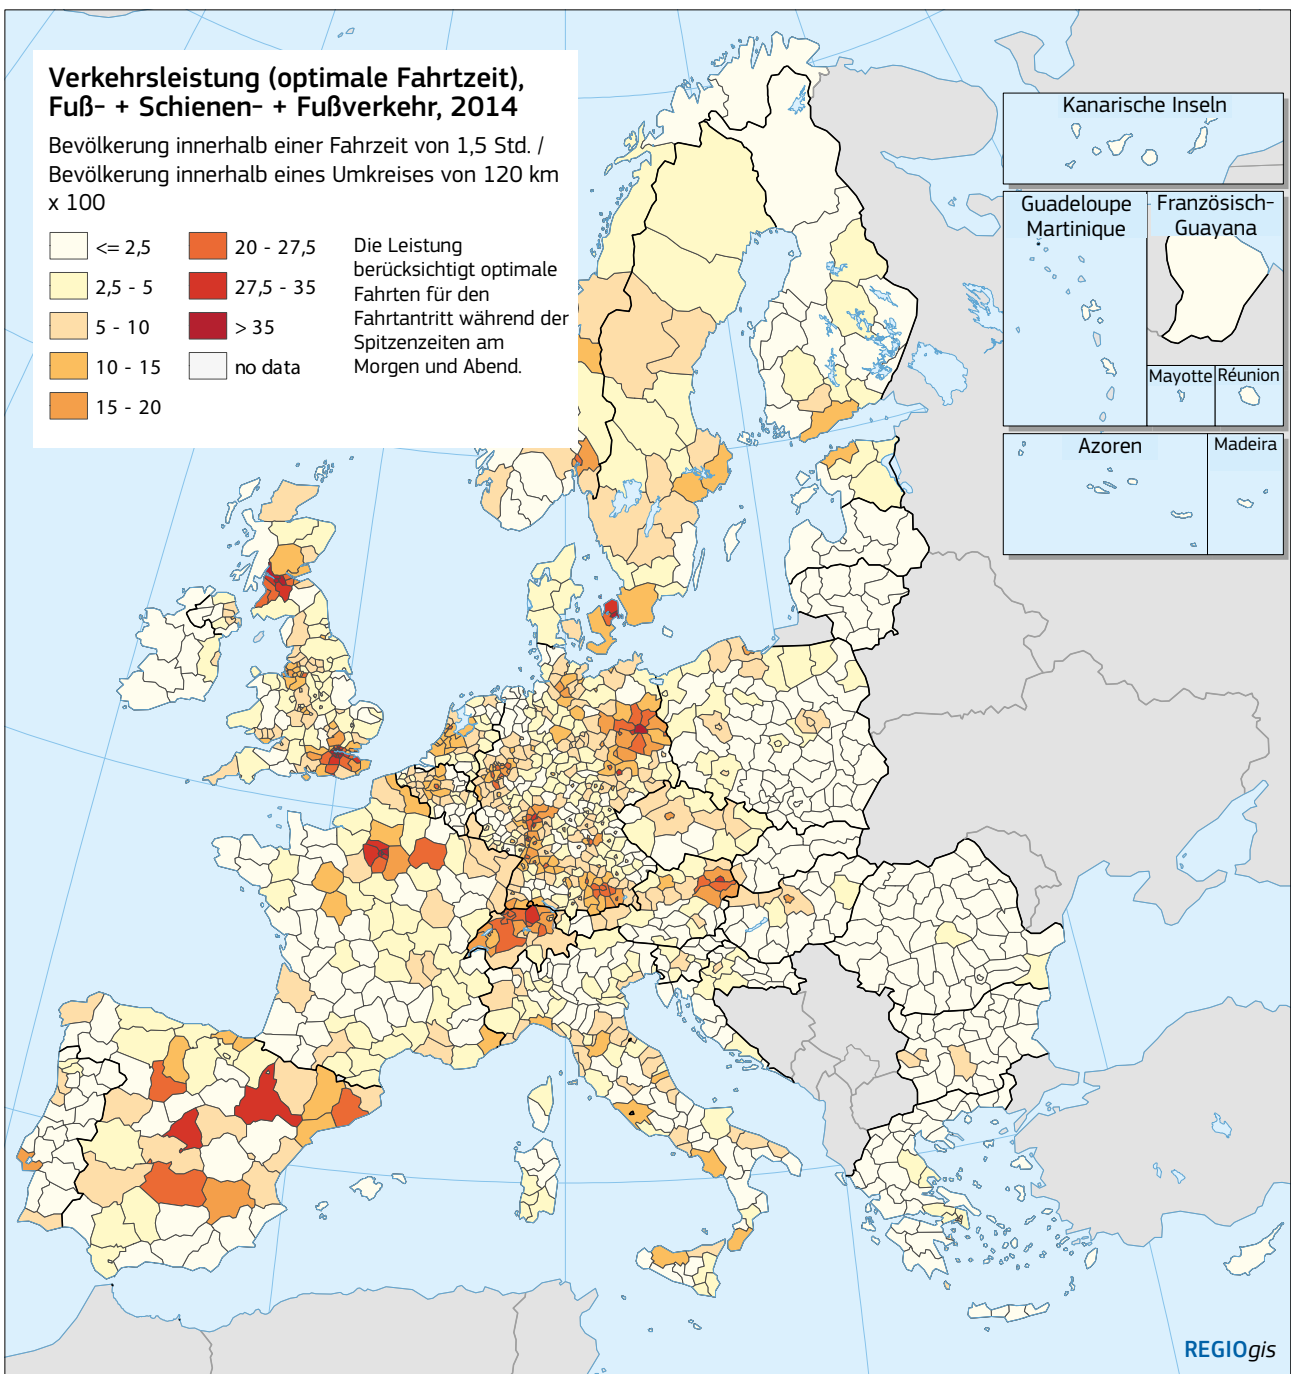 Verkehrsleistung (optimale Fahrtzeit),
Fuß- + Schienen- + Fußverkehr, 2014
Bevölkerung innerhalb einer Fahrzeit von 1,5 Std. /
Bevölkerung innerhalb eines Umkreises von 120 km
x 100
<= 2,5
2,5 - 5
5 - 10
10 - 15
15 - 20
20 - 27,5
27,5 - 35
> 35
no data
Die Leistung
berücksichtigt optimale
Fahrten für den
Fahrtantritt während der
Spitzenzeiten am
Morgen und Abend.
Kanarische Inseln
Guadeloupe
Martinique
Französisch-
Guayana
Mayotte
Réunion
Azoren
Madeira
REGIOgis